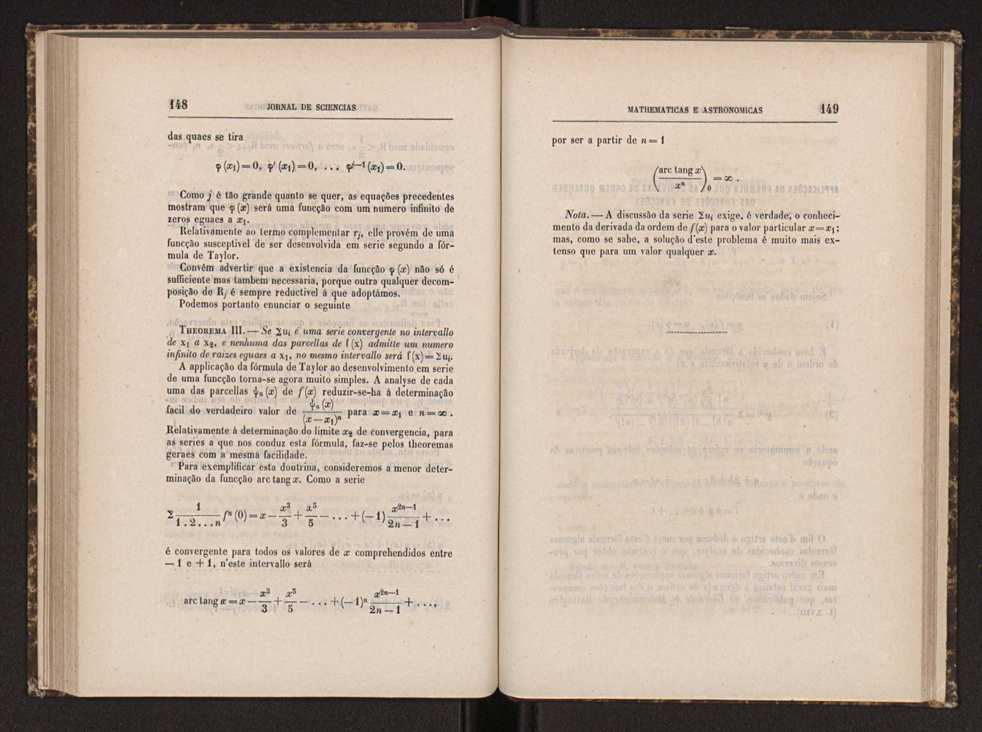 148 JORNAL DE SCIENCIAS
das quaes se tira
φ(x₁)=0, φ′(x₁)=0, ... φʲ⁻¹(x₁)=0.
Como j é tão grande quanto se quer, as equações precedentes
mostram que φ(x) será uma funcção com um numero infinito de
zeros eguaes a x₁.
Relativamente ao termo complementar rⱼ, elle provém de uma
funcção susceptivel de ser desenvolvida em serie segundo a fór-
mula de Taylor.
Convém advertir que a existencia da funcção φ(x) não só é
sufficiente mas tambem necessaria, porque outra qualquer decom-
posição de Rⱼ é sempre reductivel á que adoptámos.
Podemos portanto enunciar o seguinte
THEOREMA III.—Se Σuᵢ é uma serie convergente no intervallo
de x₁ a x₂, e nenhuma das parcellas de f(x) admitte um numero
infinito de raizes eguaes a x₁, no mesmo intervallo será f(x)=Σuᵢ.
A applicação da fórmula de Taylor ao desenvolvimento em serie
de uma funcção torna-se agora muito simples. A analyse de cada
uma das parcellas ψₐ(x) de f(x) reduzir-se-ha á determinação
facil do verdadeiro valor de ψₐ(x)/(x—x₁)ⁿ para x=x₁ e n=∞.
Relativamente á determinação do limite x₂ de convergencia, para
as series a que nos conduz esta fórmula, faz-se pelos theoremas
geraes com a mesma facilidade.
Para exemplificar esta doutrina, consideremos a menor deter-
minação da funcção arc tang x. Como a serie
Σ 1/(1.2...n) fⁿ(0)=x—x³/3+x⁵/5—...+(—1) x²ⁿ⁻¹/(2n—1)+...
é convergente para todos os valores de x comprehendidos entre
—1 e +1, n'este intervallo será
arc tang x=x—x³/3+x⁵/5—...+(—1)ⁿ x²ⁿ⁻¹/(2n—1)+...,
MATHEMATICAS E ASTRONOMICAS 149
por ser a partir de n=1
(arc tang x/xⁿ)₀=∞.
Nota.—A discussão da serie Σuᵢ exige, é verdade, o conheci-
mento da derivada da ordem de f(x) para o valor particular x=x₁;
mas, como se sabe, a solução d'este problema é muito mais ex-
tenso que para um valor qualquer x.